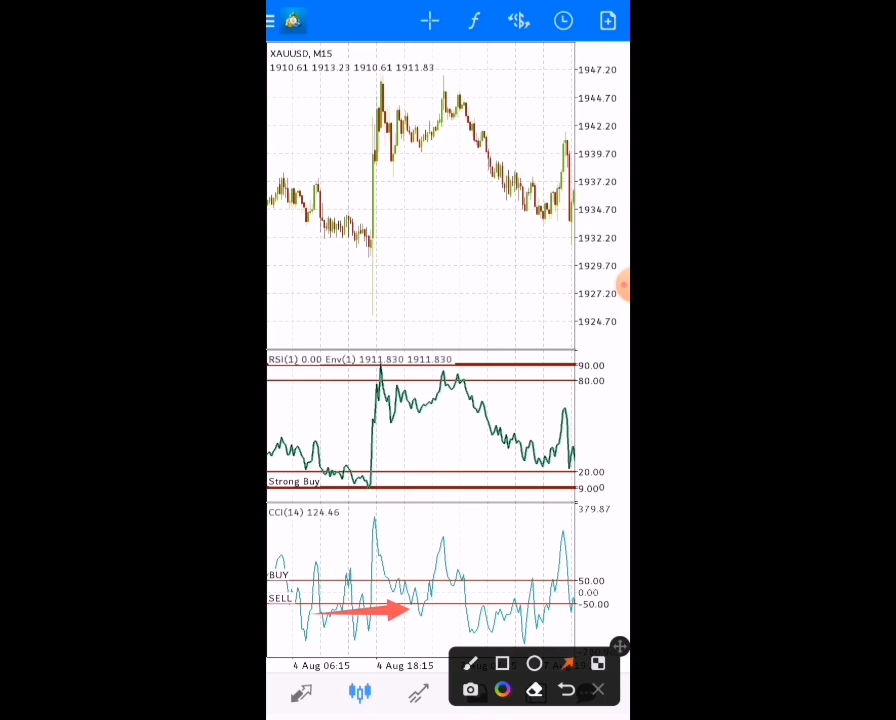 XAUUSD, M15
1910.61 1913.23 1910.61 1911.83
1947.20
1944.70
1942.20
1939.70
1937.20
1934.70
1932.20
1929.70
1927.20
1924.70
RSI(1) 0.00 Env(1) 1911.830 1911.830
90.00
80.00
20.00
Strong Buy
9.00
CCI(14) 124.46
379.87
BUY
50.00
0.00
SELL
-50.00
4 Aug 06:15
4 Aug 18:15